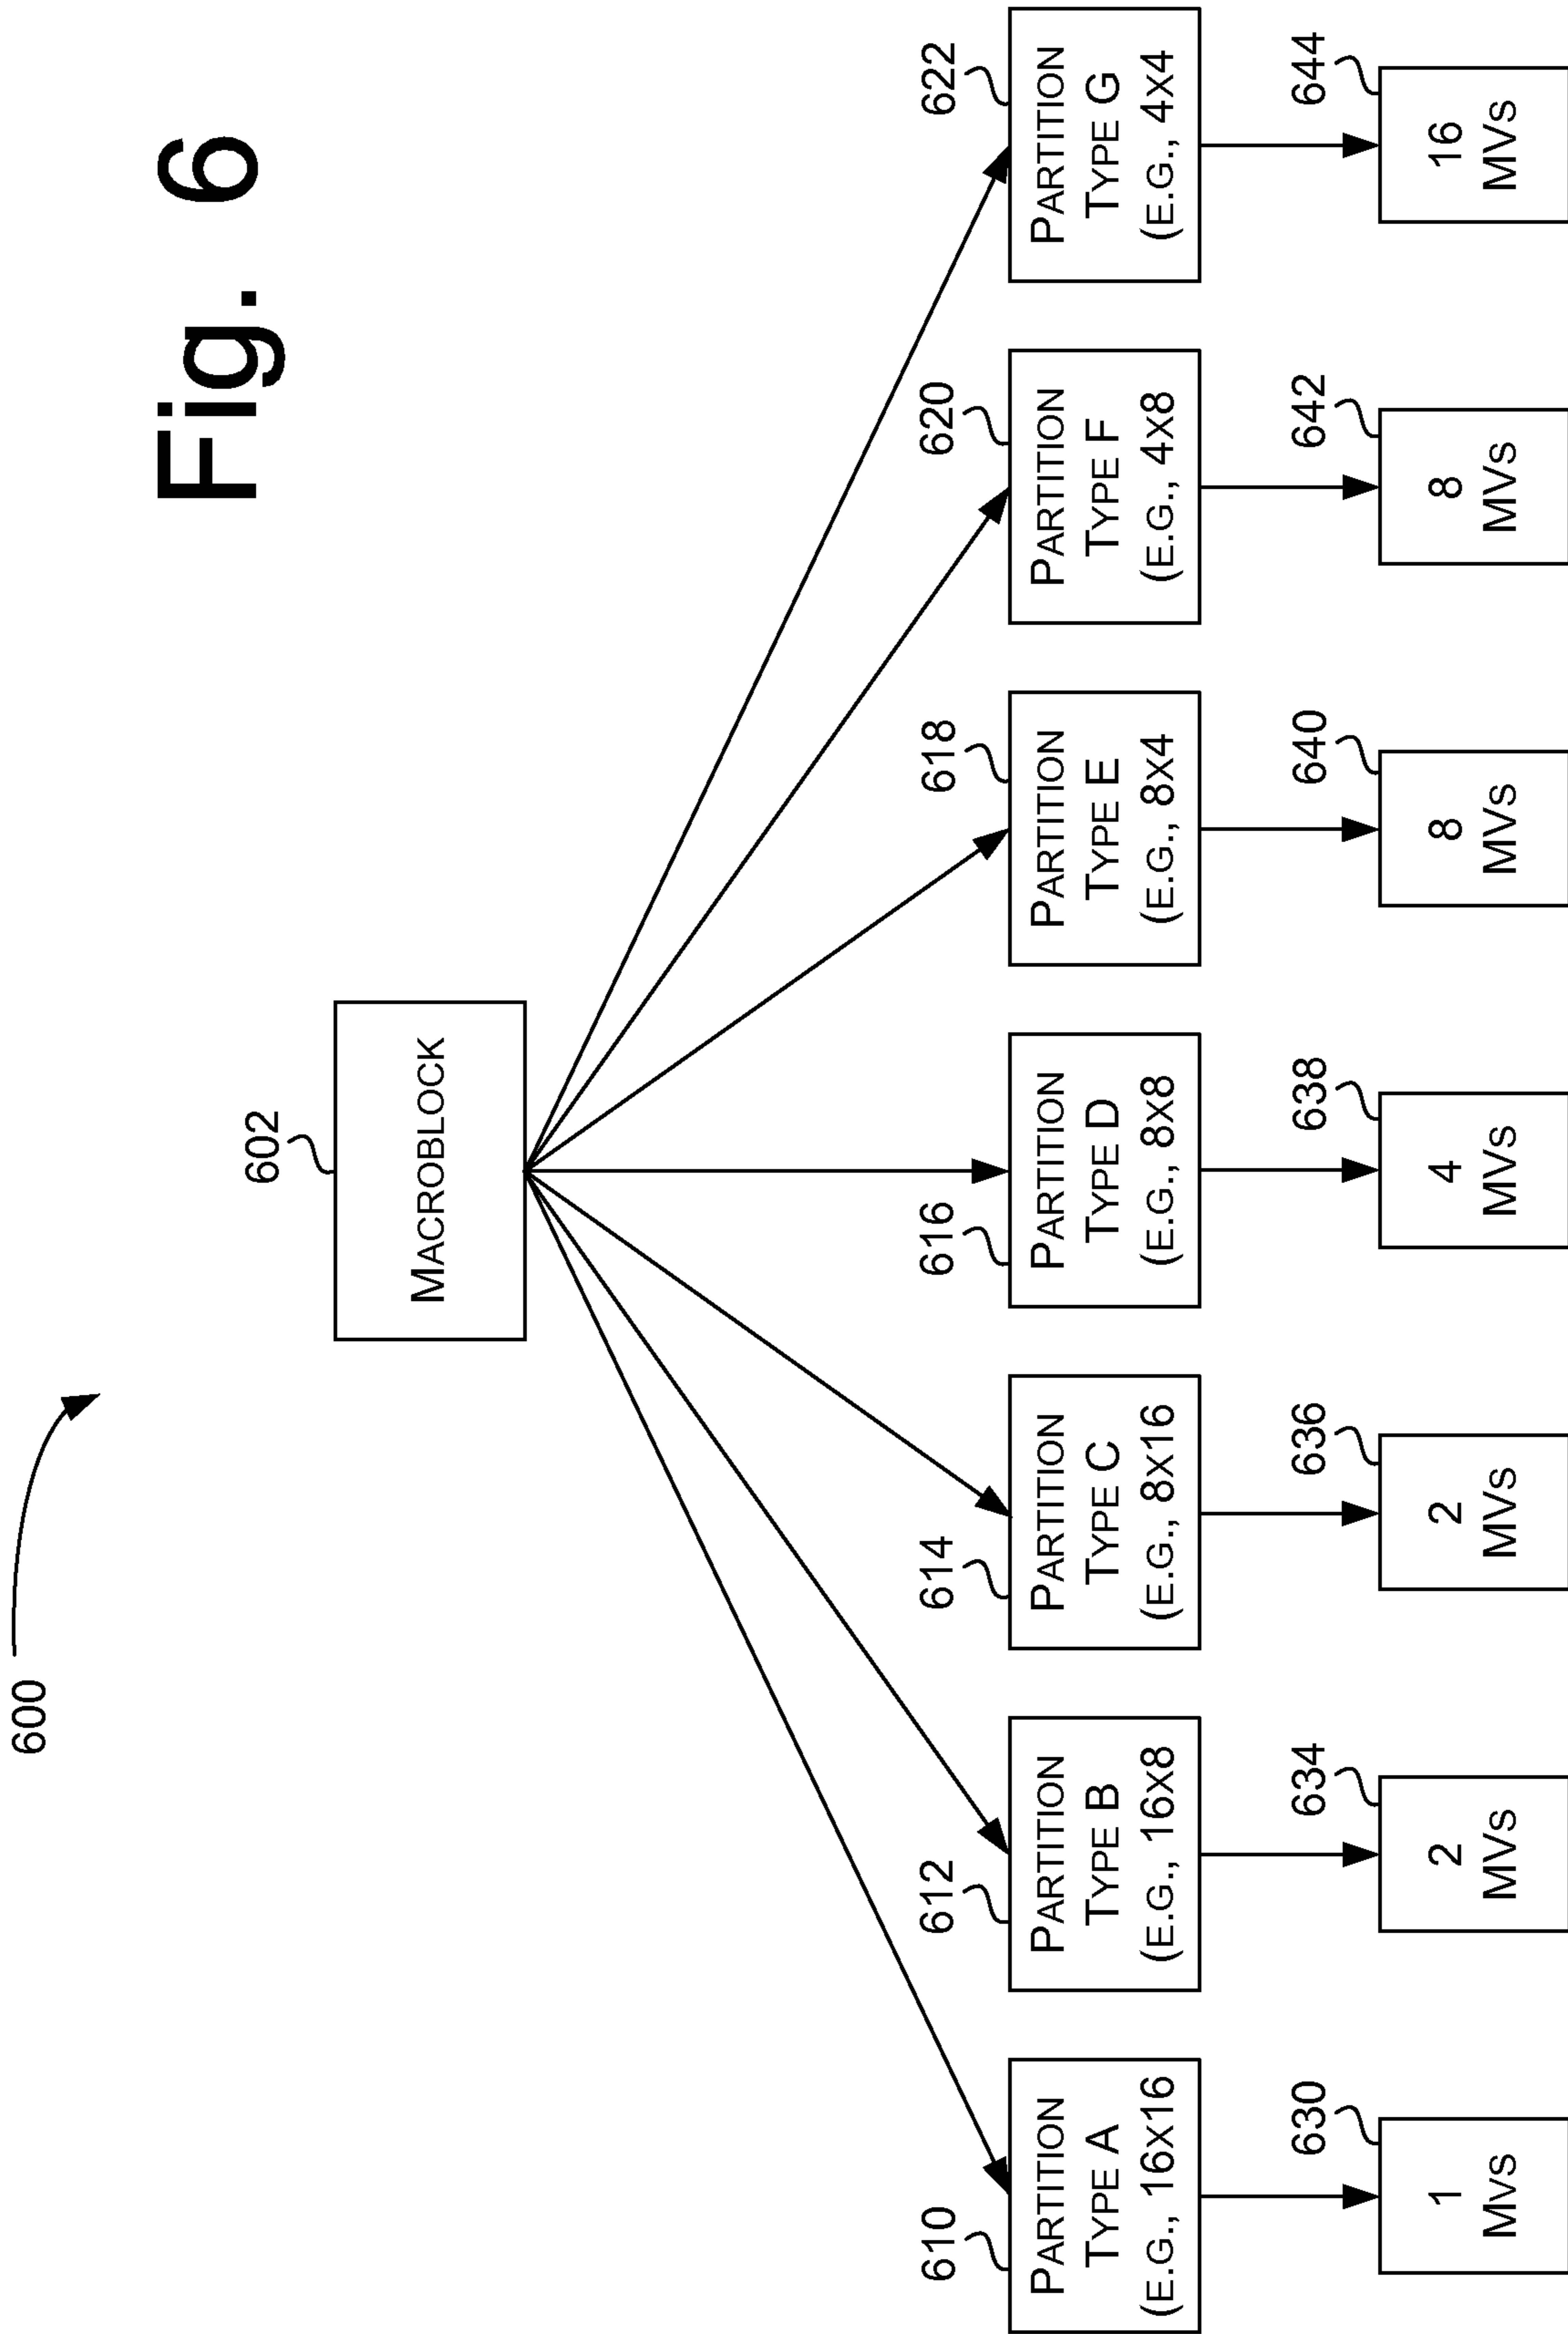 600
Fig. 6
602
MACROBLOCK
610
PARTITION
TYPE A
(E.G., 16X16
612
PARTITION
TYPE B
(E.G., 16X8
614
PARTITION
TYPE C
(E.G., 8X16
616
PARTITION
TYPE D
(E.G., 8X8
618
PARTITION
TYPE E
(E.G., 8X4
620
PARTITION
TYPE F
(E.G., 4X8
622
PARTITION
TYPE G
(E.G., 4X4
630
1
MVS
634
2
MVs
636
2
MVs
638
4
MVs
640
8
MVs
642
8
MVs
644
16
MVs